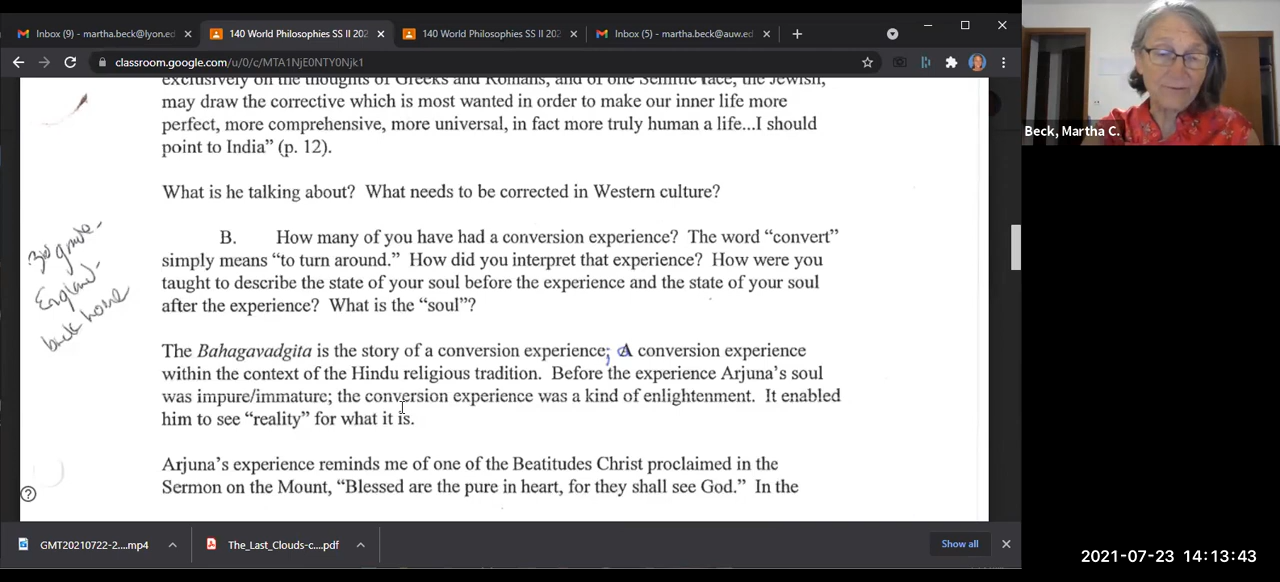 Inbox (9) - martha.beck@lyon.ed
140 World Philosophies SS II 202
140 World Philosophies SS II 202
Inbox (5) - martha.beck@auw.ed
classroom.google.com/u/0/c/MTA1NjE0NTY0Njk1
exclusively on the thoughts of Greeks and Romans, and of one Semitic race, the Jewish,
may draw the corrective which is most wanted in order to make our inner life more
perfect, more comprehensive, more universal, in fact more truly human a life...I should
point to India” (p. 12).
What is he talking about? What needs to be corrected in Western culture?
B. How many of you have had a conversion experience? The word “convert”
simply means “to turn around.” How did you interpret that experience? How were you
taught to describe the state of your soul before the experience and the state of your soul
after the experience? What is the “soul”?
England-
back home
The Bahagavadgita is the story of a conversion experience; A conversion experience
within the context of the Hindu religious tradition. Before the experience Arjuna’s soul
was impure/immature; the conversion experience was a kind of enlightenment. It enabled
him to see “reality” for what it is.
Arjuna’s experience reminds me of one of the Beatitudes Christ proclaimed in the
Sermon on the Mount, “Blessed are the pure in heart, for they shall see God.” In the
GMT20210722-2....mp4
The_Last_Clouds-c....pdf
Show all
Beck, Martha C.
2021-07-23 14:13:43